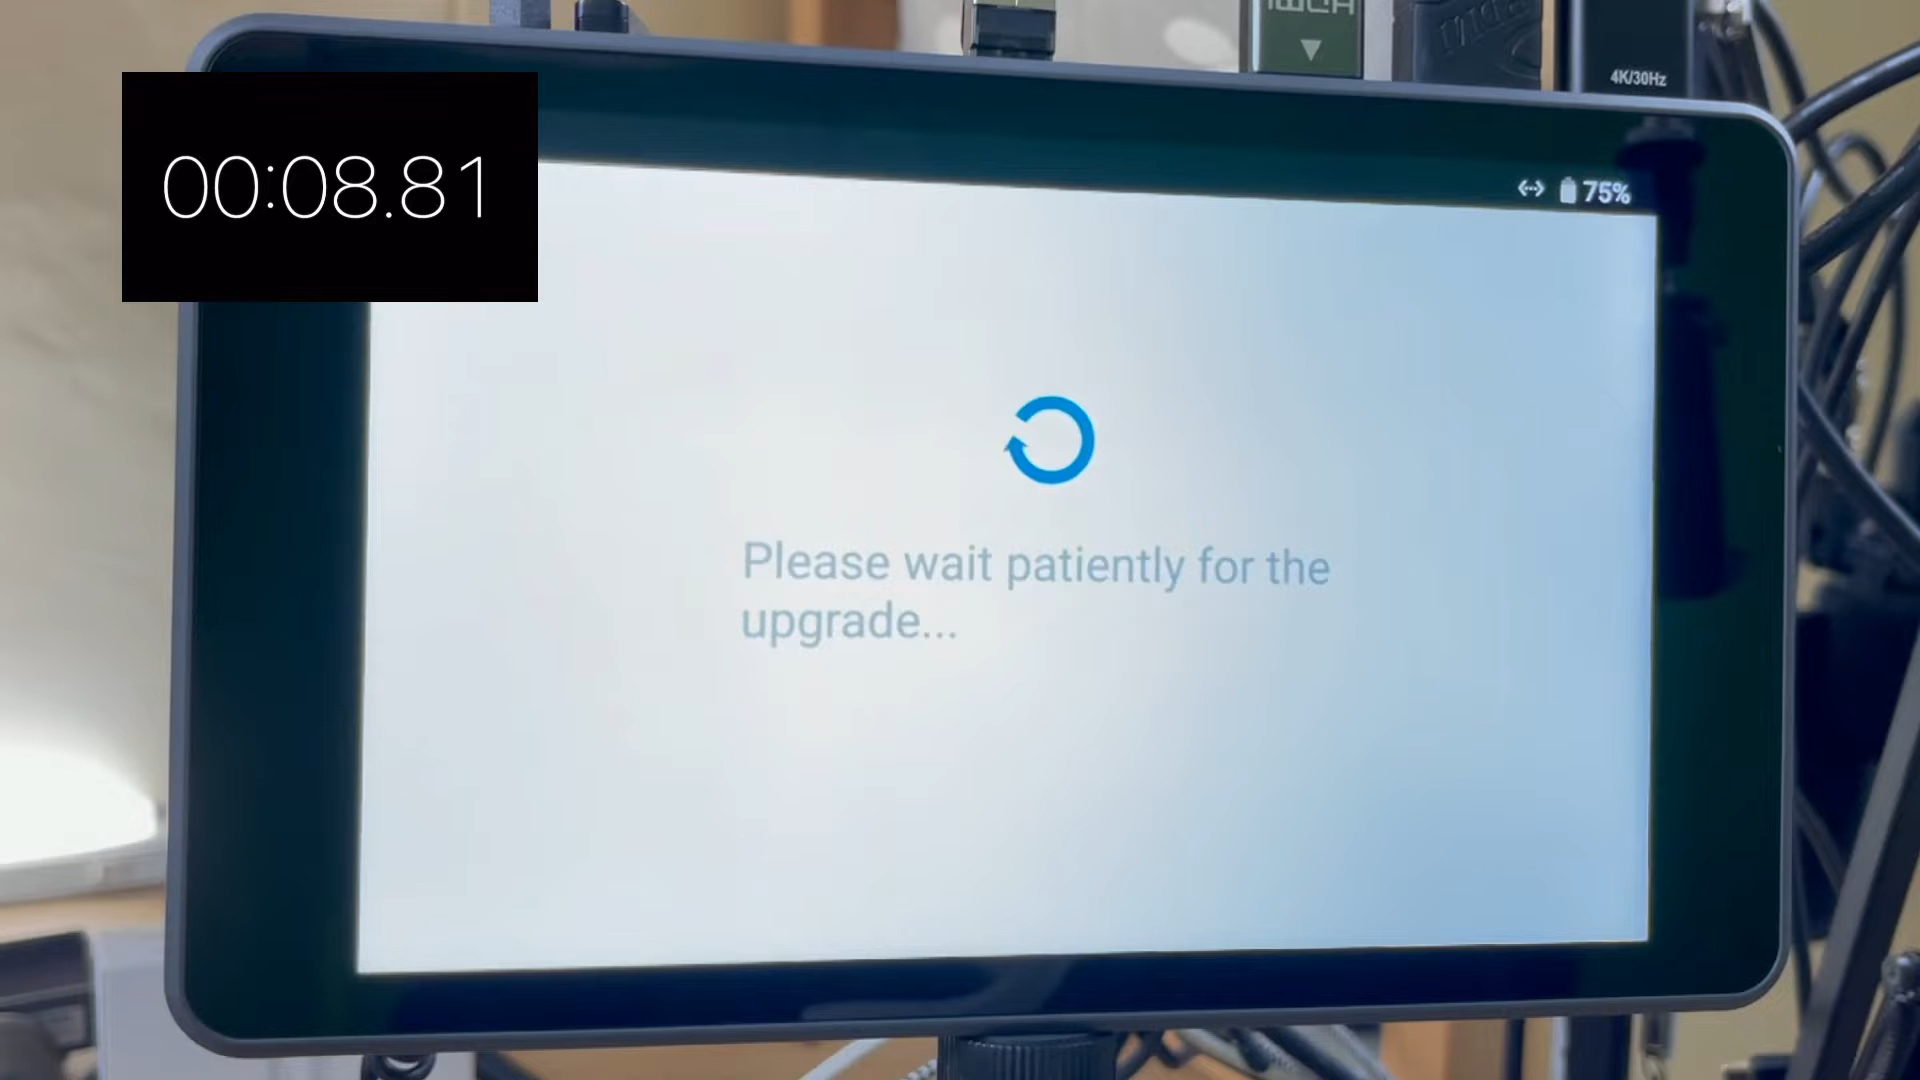 4K/30Hz
00:08.81
75%
Please wait patiently for the
upgrade...